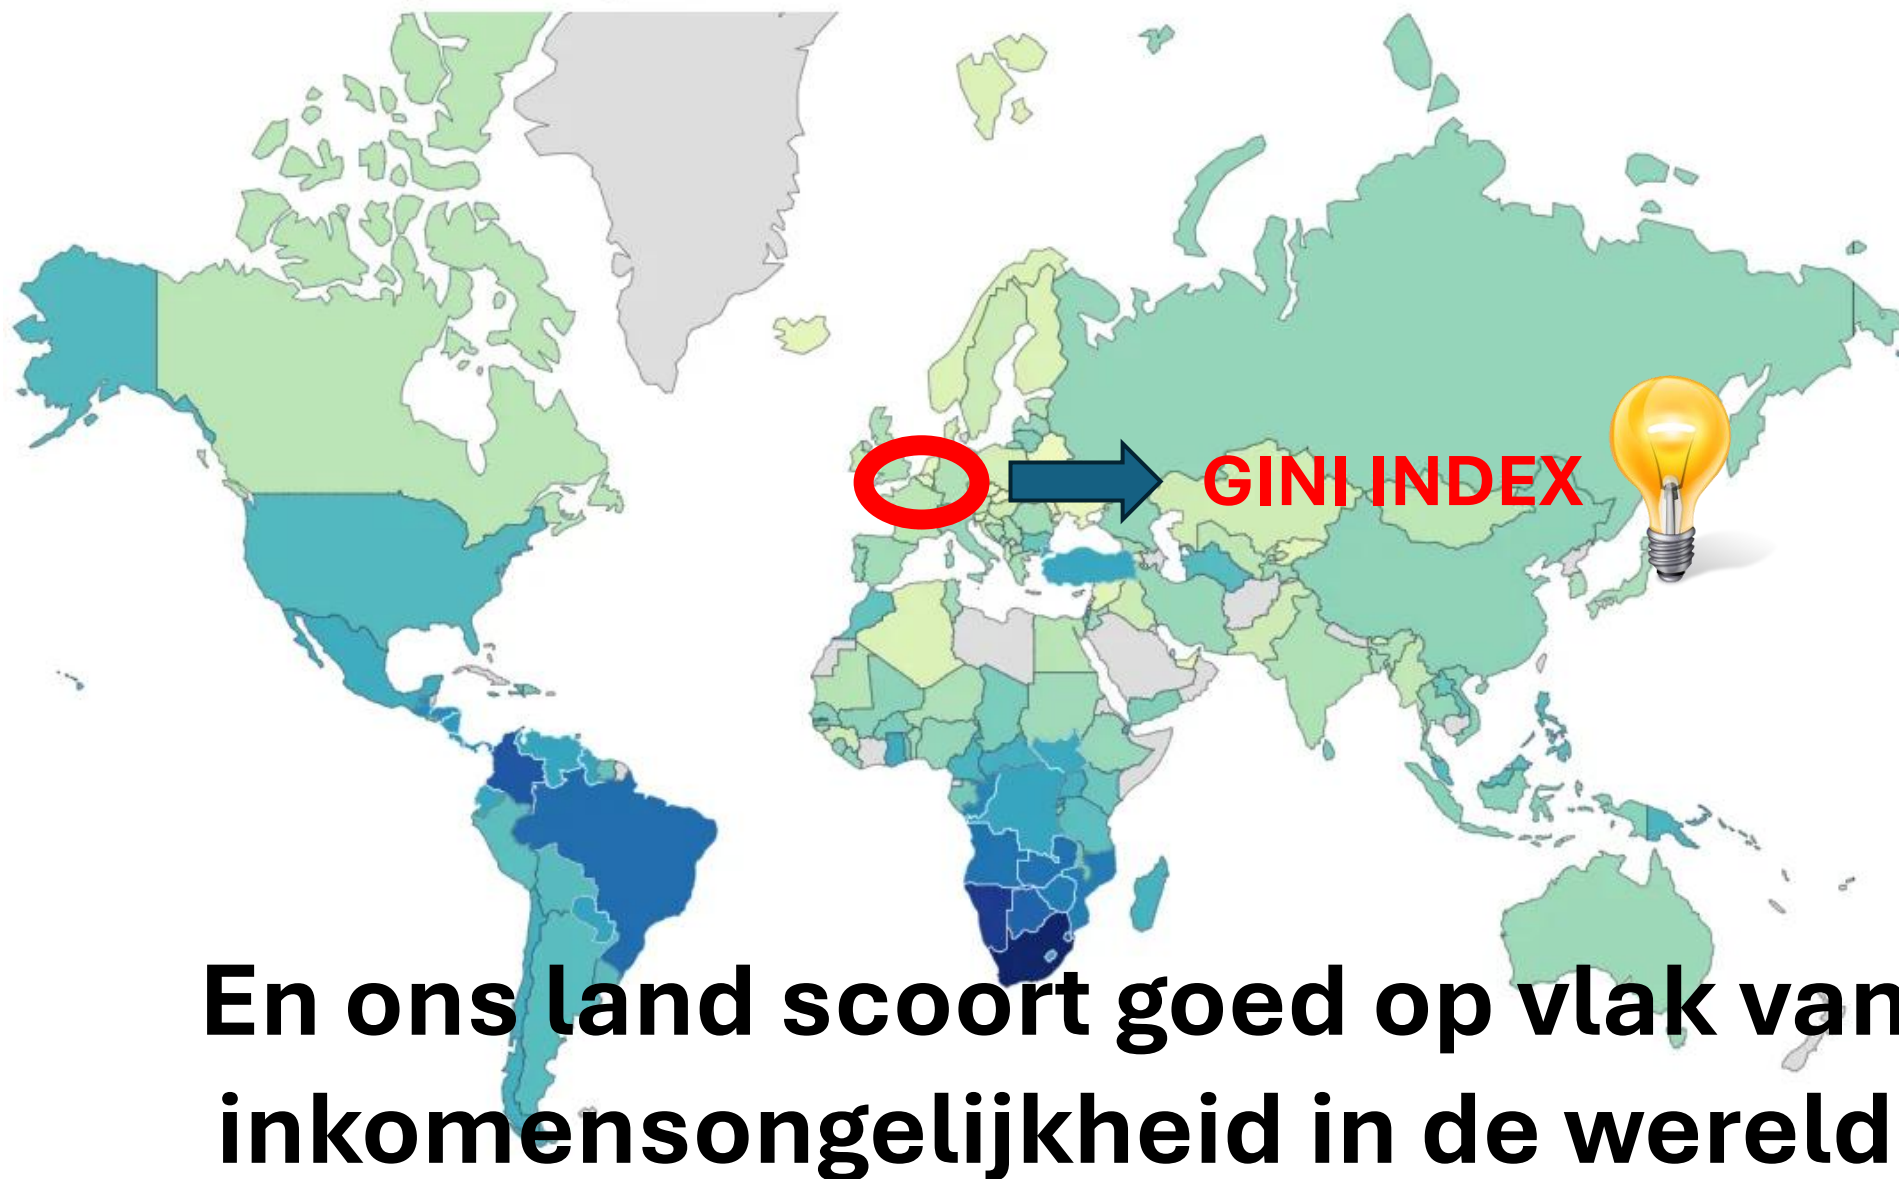 GINI INDEX
En ons land scoort goed op vlak van
inkomensongelijkheid in de wereld